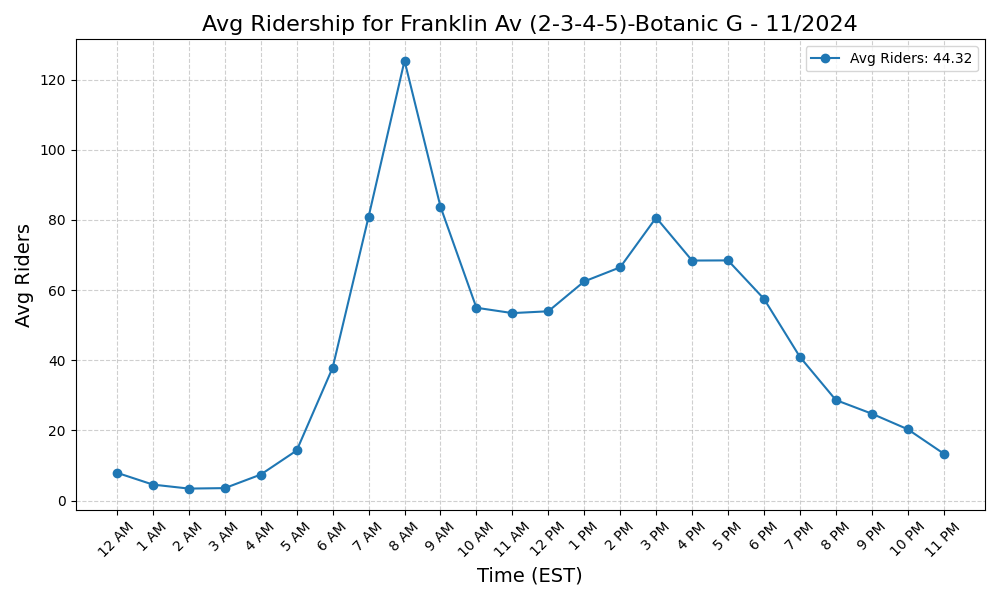 Avg Ridership for Franklin Av (2-3-4-5)-Botanic G - 11/2024
Avg Riders: 44.32
Avg Riders
120
100
80
60
40
20
0
12 AM
1 AM
2 AM
3 AM
4 AM
5 AM
6 AM
7 AM
8 AM
9 AM
10 AM
11 AM
12 PM
1 PM
2 PM
3 PM
4 PM
5 PM
6 PM
7 PM
8 PM
9 PM
10 PM
11 PM
Time (EST)